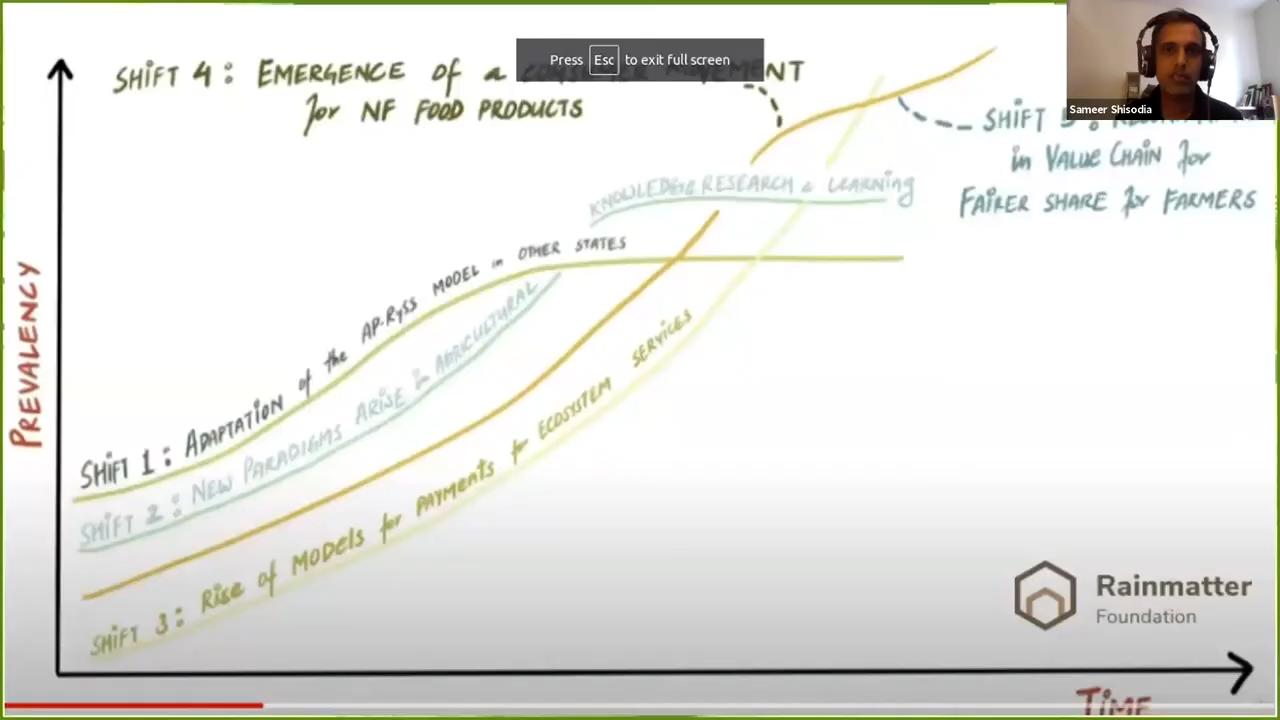 Press Esc to exit full screen
Sameer Shisodia
SHIFT 4: EMERGENCE of a
for NF FOOD PRODUCTS
SHIFT
in VALUE CHAIN for
FAIRER SHARE for FARMERS
KNOWLEDGE RESEARCH & LEARNING
SHIFT 1: ADAPTATION of the AP-RySS MODEL in OTHER STATES
SHIFT 2: NEW PARADIGMS ARISE in AGRICULTURAL
SHIFT 3: RISE of MODELS for PAYMENTS for ECOSYSTEM SERVICES
PREVALENCY
Rainmatter
Foundation
TIME